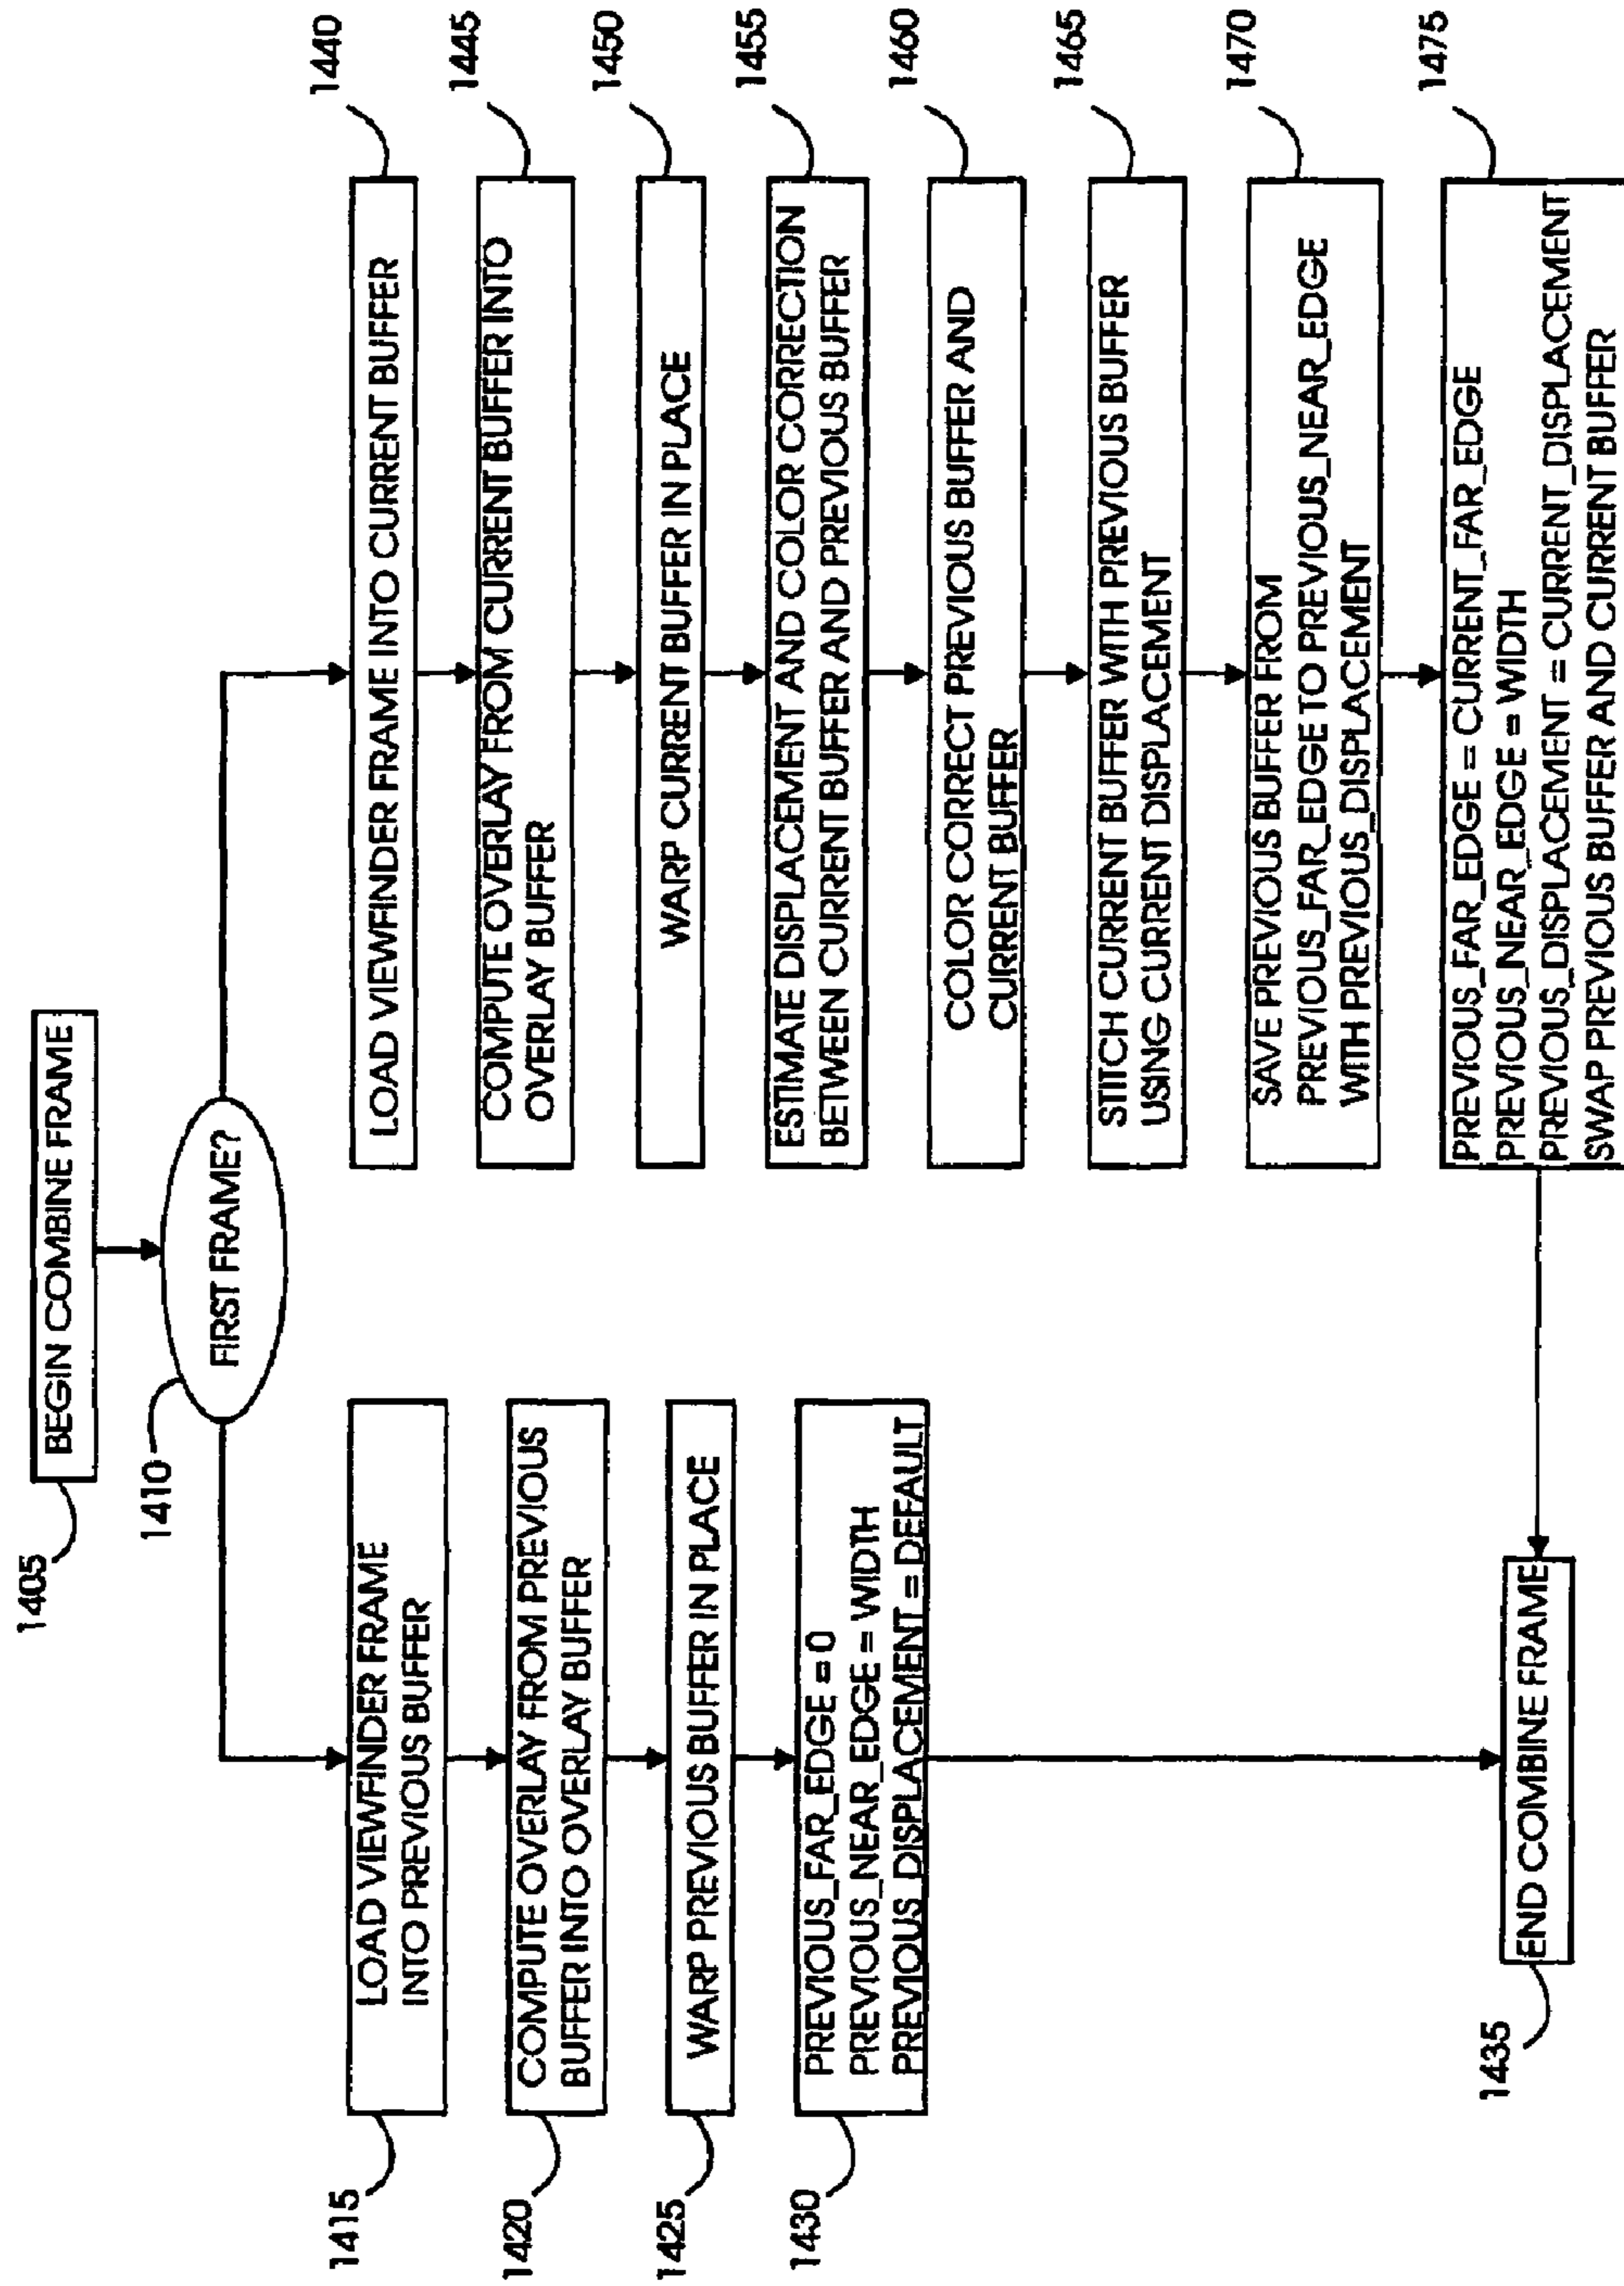 1405
BEGIN COMBINE FRAME
1410
FIRST FRAME?
1415
LOAD VIEWFINDER FRAME
INTO PREVIOUS BUFFER
1420
COMPUTE OVERLAY FROM PREVIOUS
BUFFER INTO OVERLAY BUFFER
1425
WARP PREVIOUS BUFFER IN PLACE
1430
PREVIOUS_FAR_EDGE = 0
PREVIOUS_NEAR_EDGE = WIDTH
PREVIOUS_DISPLACEMENT = DEFAULT
1435
END COMBINE FRAME
1440
LOAD VIEWFINDER FRAME INTO CURRENT BUFFER
1445
COMPUTE OVERLAY FROM CURRENT BUFFER INTO
OVERLAY BUFFER
1450
WARP CURRENT BUFFER IN PLACE
1455
ESTIMATE DISPLACEMENT AND COLOR CORRECTION
BETWEEN CURRENT BUFFER AND PREVIOUS BUFFER
1460
COLOR CORRECT PREVIOUS BUFFER AND
CURRENT BUFFER
1465
STITCH CURRENT BUFFER WITH PREVIOUS BUFFER
USING CURRENT DISPLACEMENT
1470
SAVE PREVIOUS BUFFER FROM
PREVIOUS_FAR_EDGE TO PREVIOUS_NEAR_EDGE
WITH PREVIOUS_DISPLACEMENT
1475
PREVIOUS_FAR_EDGE = CURRENT_FAR_EDGE
PREVIOUS_NEAR_EDGE = WIDTH
PREVIOUS_DISPLACEMENT = CURRENT_DISPLACEMENT
SWAP PREVIOUS BUFFER AND CURRENT BUFFER